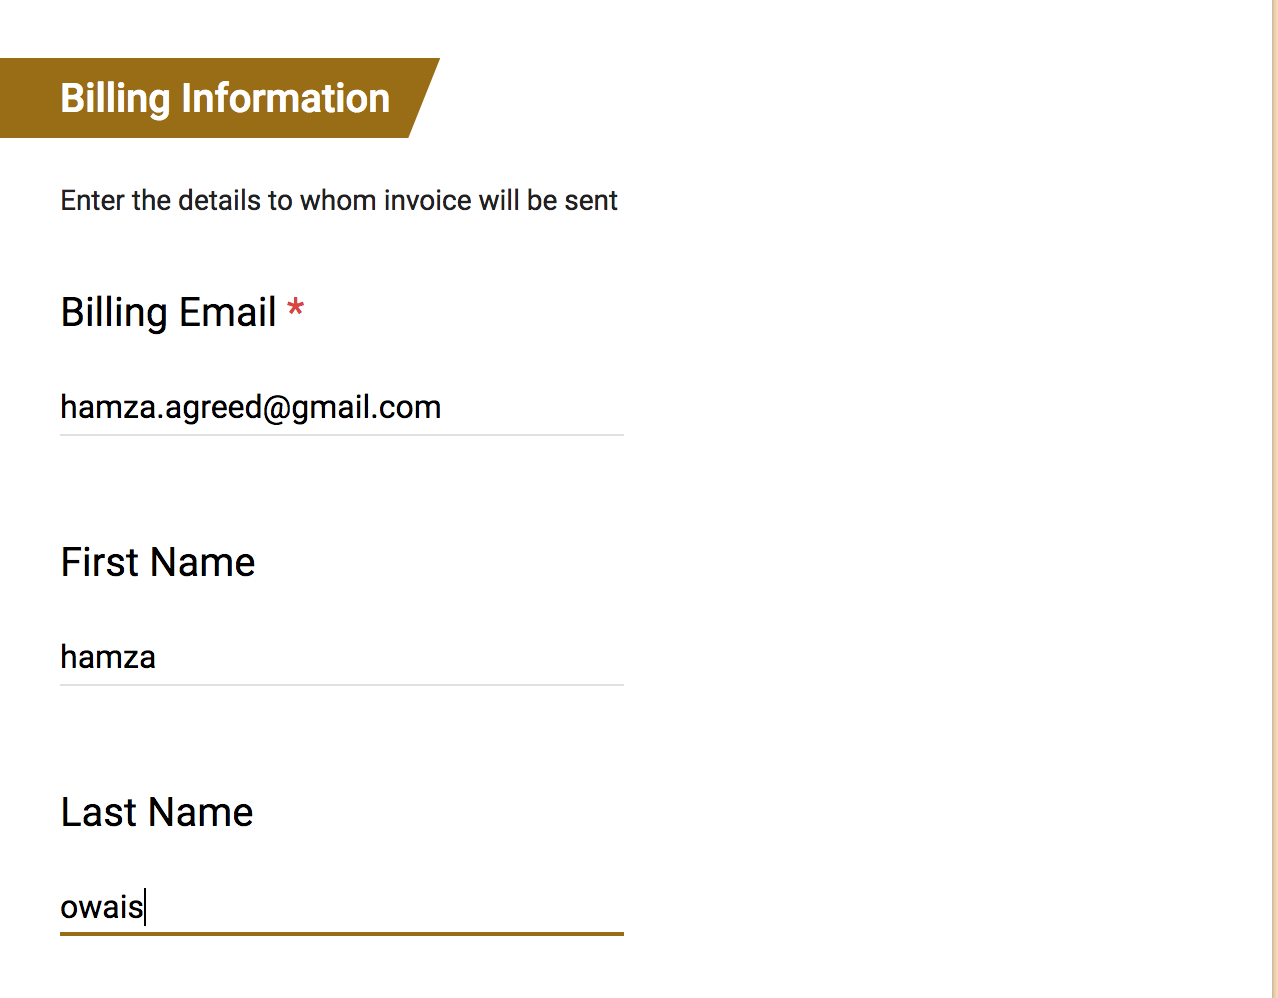 Billing Information
Enter the details to whom invoice will be sent
Billing Email *
hamza.agreed@gmail.com
First Name
hamza
Last Name
owais